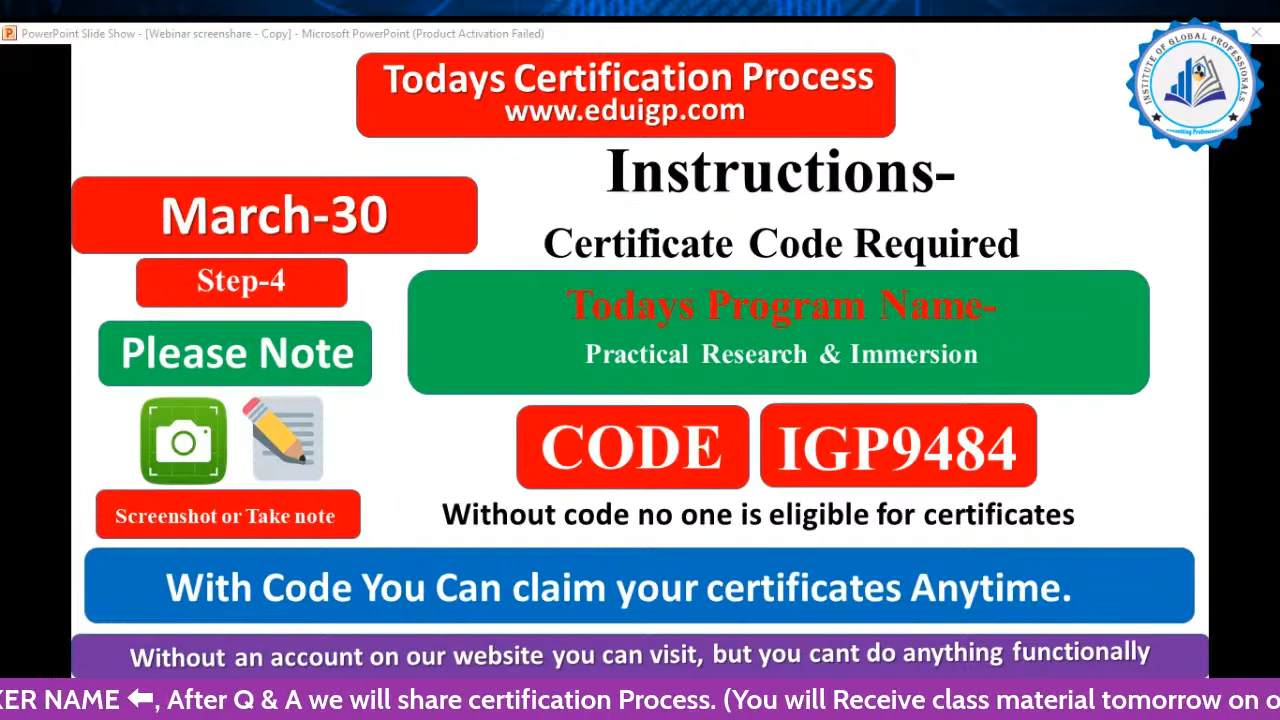 PowerPoint Slide Show - [Webinar screenshare - Copy] - Microsoft PowerPoint (Product Activation Failed)
INSTITUTE OF GLOBAL PROFESSIONALS
Todays Certification Process
www.eduigp.com
Instructions-
March-30
Certificate Code Required
Step-4
Todays Program Name-
Practical Research & Immersion
Please Note
CODE
IGP9484
Screenshot or Take note
Without code no one is eligible for certificates
With Code You Can claim your certificates Anytime.
Without an account on our website you can visit, but you cant do anything functionally
KER NAME ⬅, After Q & A we will share certification Process. (You will Receive class material tomorrow on o